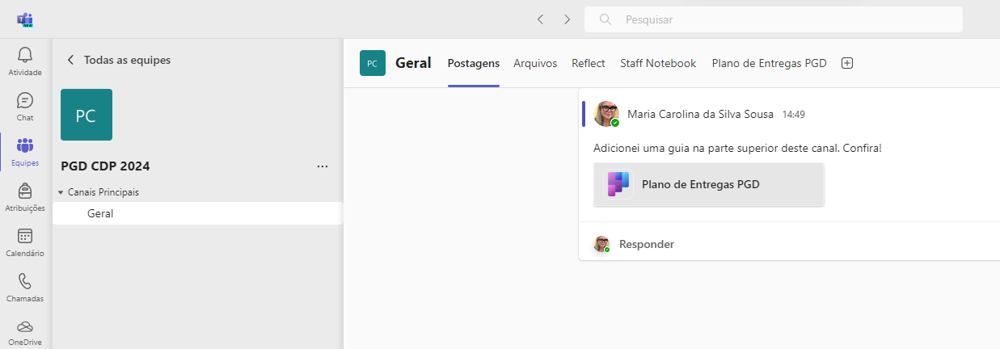 NEW
Pesquisar
Atividade
Chat
Equipes
Atribuições
Calendário
Chamadas
OneDrive
Todas as equipes
PC
PGD CDP 2024
Canais Principais
Geral
PC Geral Postagens Arquivos Reflect Staff Notebook Plano de Entregas PGD
Maria Carolina da Silva Sousa 14:49
Adicionei uma guia na parte superior deste canal. Confira!
Plano de Entregas PGD
Responder